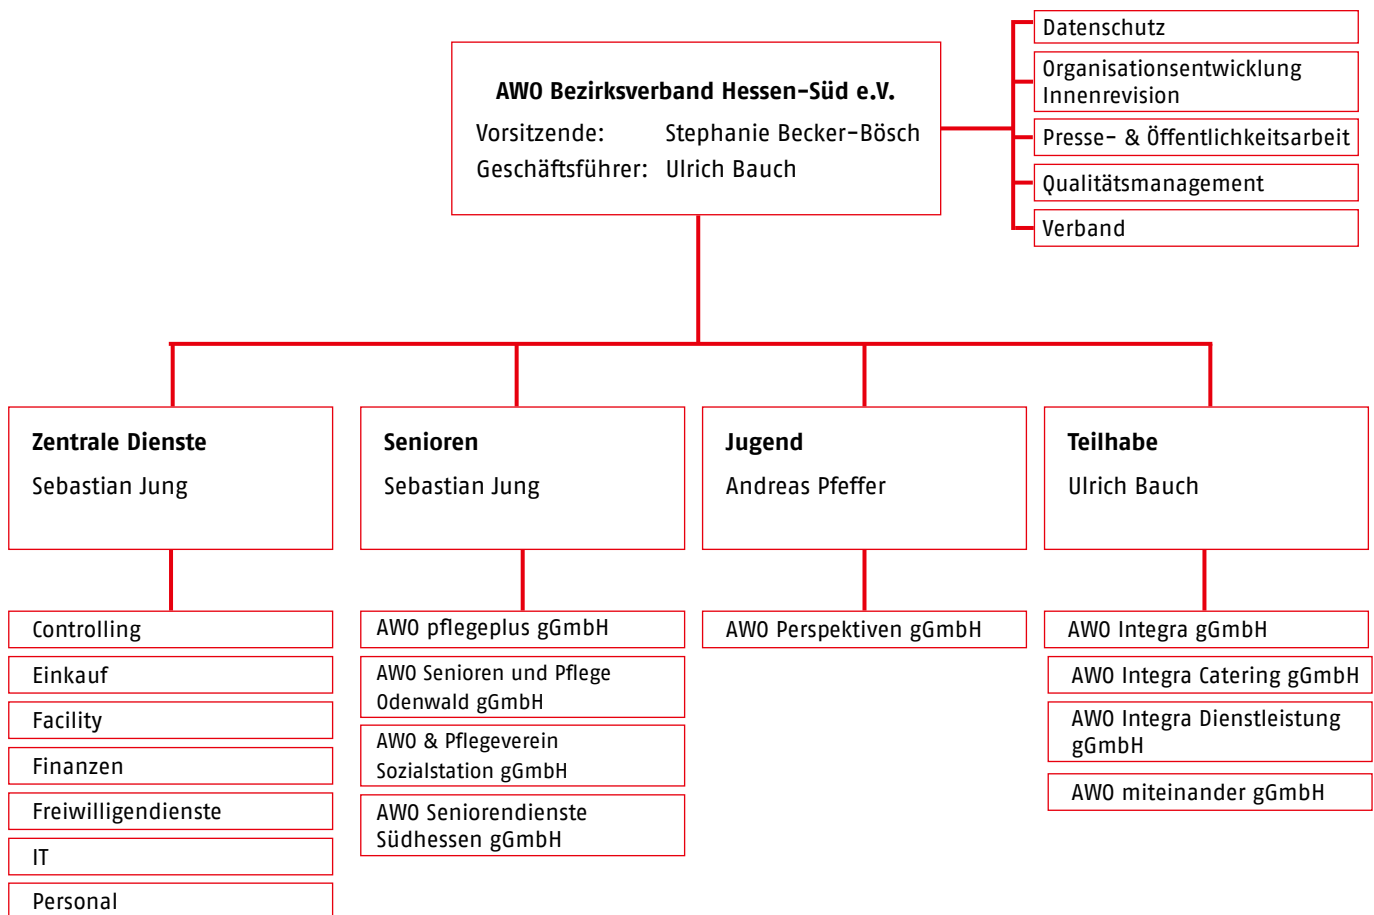 AWO Bezirksverband Hessen-Süd e.V.
Vorsitzende: Stephanie Becker-Bösch
Geschäftsführer: Ulrich Bauch
Datenschutz
Organisationsentwicklung
Innenrevision
Presse- & Öffentlichkeitsarbeit
Qualitätsmanagement
Verband
Zentrale Dienste
Sebastian Jung
Controlling
Einkauf
Facility
Finanzen
Freiwilligendienste
IT
Personal
Senioren
Sebastian Jung
AWO pflegeplus gGmbH
AWO Senioren und Pflege
Odenwald gGmbH
AWO & Pflegeverein
Sozialstation gGmbH
AWO Seniorendienste
Südhessen gGmbH
Jugend
Andreas Pfeffer
AWO Perspektiven gGmbH
Teilhabe
Ulrich Bauch
AWO Integra gGmbH
AWO Integra Catering gGmbH
AWO Integra Dienstleistung
gGmbH
AWO miteinander gGmbH